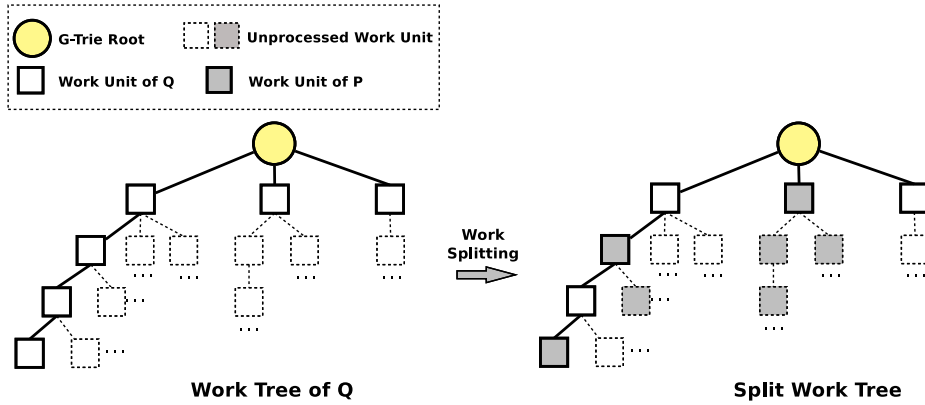 G-Trie Root
Unprocessed Work Unit
Work Unit of Q
Work Unit of P
Work
Splitting
Work Tree of Q
Split Work Tree